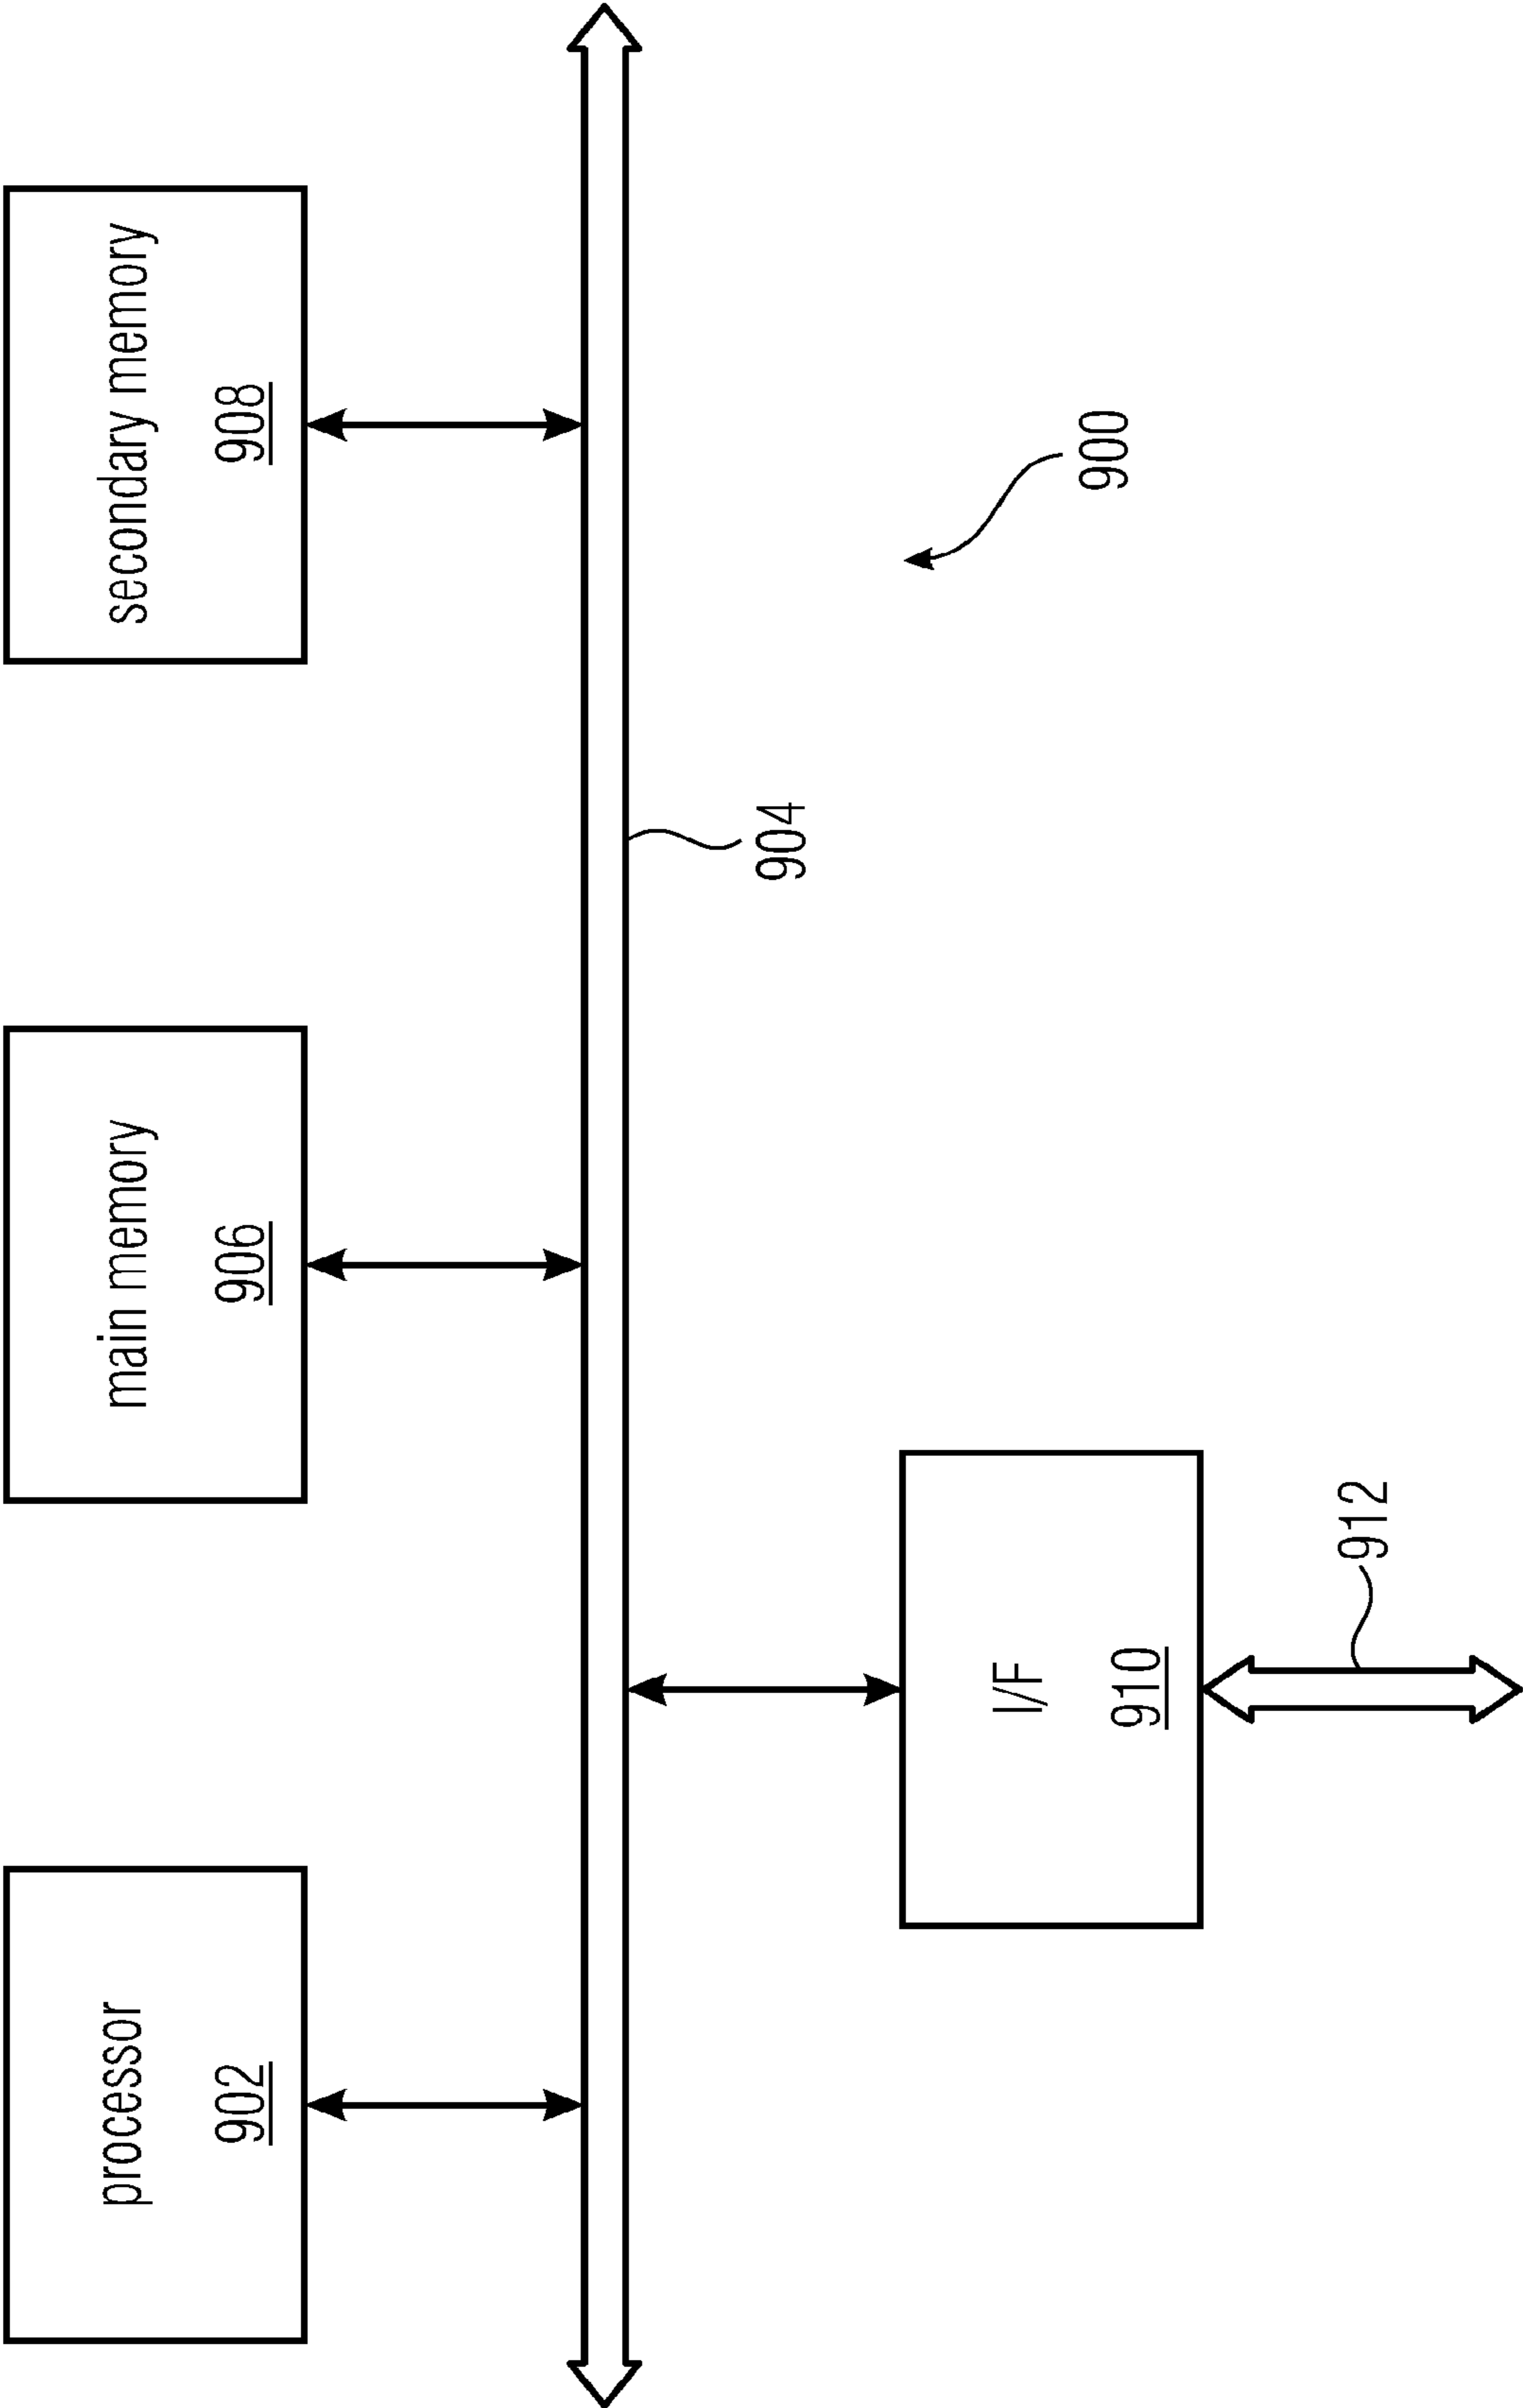 processor
902
main memory
906
secondary memory
908
904
900
I/F
910
912